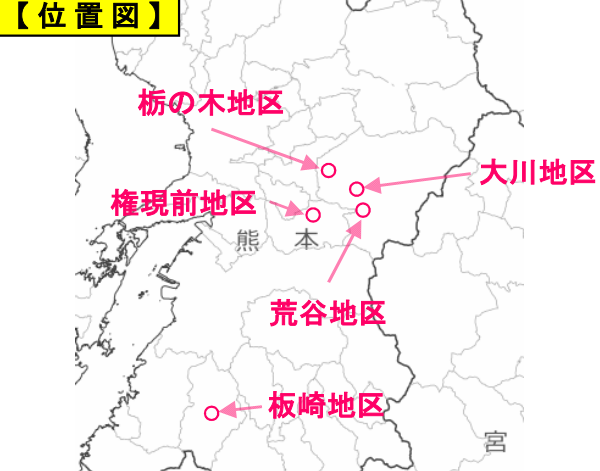 【位置図】
栃の木地区
大川地区
権現前地区
熊本
荒谷地区
板崎地区
宮